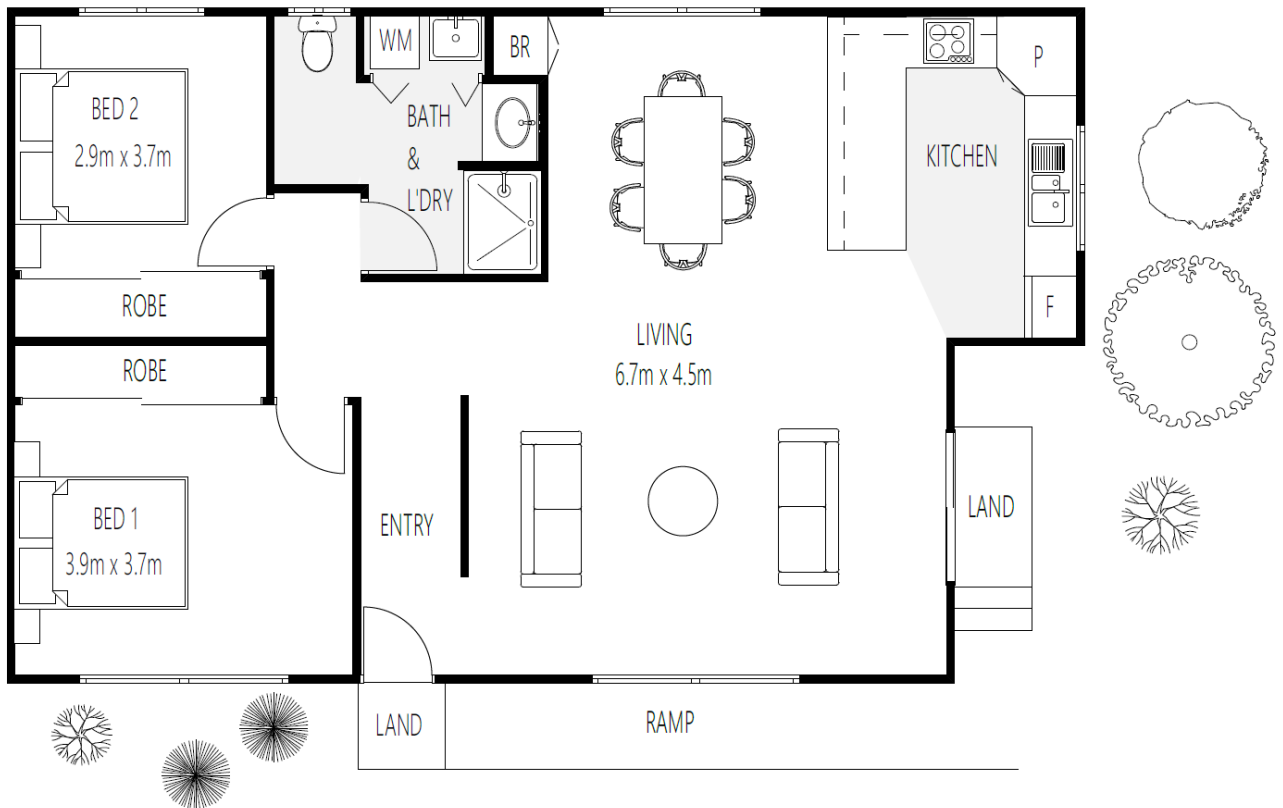 BED 2
2.9m x 3.7m
WM
BATH
&
L'DRY
BR
P
KITCHEN
F
ROBE
ROBE
LIVING
6.7m x 4.5m
BED 1
3.9m x 3.7m
ENTRY
LAND
LAND
RAMP